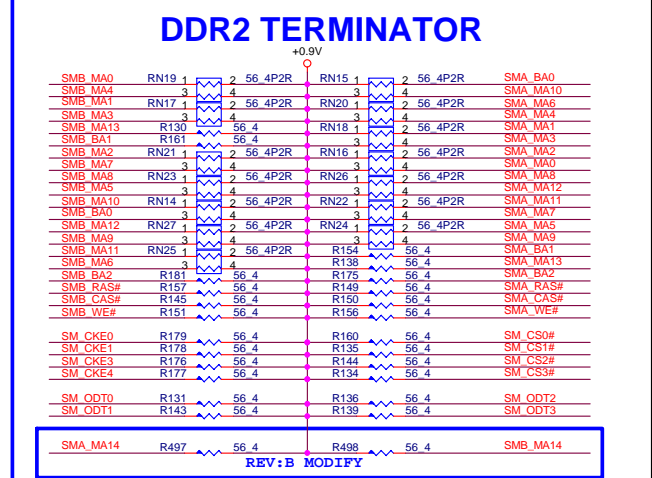 DDR2 TERMINATOR
+0.9V
SMB_MA0 RN19 1 2 56_4P2R RN15 1 2 56_4P2R SMA_BA0
SMB_MA4 3 4 3 4 SMA_MA10
SMB_MA1 RN17 1 2 56_4P2R RN20 1 2 56_4P2R SMA_MA6
SMB_MA3 3 4 3 4 SMA_MA4
SMB_MA13 R130 56_4 RN18 1 2 56_4P2R SMA_MA1
SMB_BA1 R161 56_4 3 4 SMA_MA3
SMB_MA2 RN21 1 2 56_4P2R RN16 1 2 56_4P2R SMA_MA2
SMB_MA7 3 4 3 4 SMA_MA0
SMB_MA8 RN23 1 2 56_4P2R RN26 1 2 56_4P2R SMA_MA8
SMB_MA5 3 4 3 4 SMA_MA12
SMB_MA10 RN14 1 2 56_4P2R RN22 1 2 56_4P2R SMA_MA11
SMB_BA0 3 4 3 4 SMA_MA7
SMB_MA12 RN27 1 2 56_4P2R RN24 1 2 56_4P2R SMA_MA5
SMB_MA9 3 4 3 4 SMA_MA9
SMB_MA11 RN25 1 2 56_4P2R R154 56_4 SMA_BA1
SMB_MA6 3 4 R138 56_4 SMA_MA13
SMB_BA2 R181 56_4 R175 56_4 SMA_BA2
SMB_RAS# R157 56_4 R149 56_4 SMA_RAS#
SMB_CAS# R145 56_4 R150 56_4 SMA_CAS#
SMB_WE# R151 56_4 R156 56_4 SMA_WE#
SM_CKE0 R179 56_4 R160 56_4 SM_CS0#
SM_CKE1 R178 56_4 R135 56_4 SM_CS1#
SM_CKE3 R176 56_4 R144 56_4 SM_CS2#
SM_CKE4 R177 56_4 R134 56_4 SM_CS3#
SM_ODT0 R131 56_4 R136 56_4 SM_ODT2
SM_ODT1 R143 56_4 R139 56_4 SM_ODT3
SMA_MA14 R497 56_4 R498 56_4 SMB_MA14
REV:B MODIFY